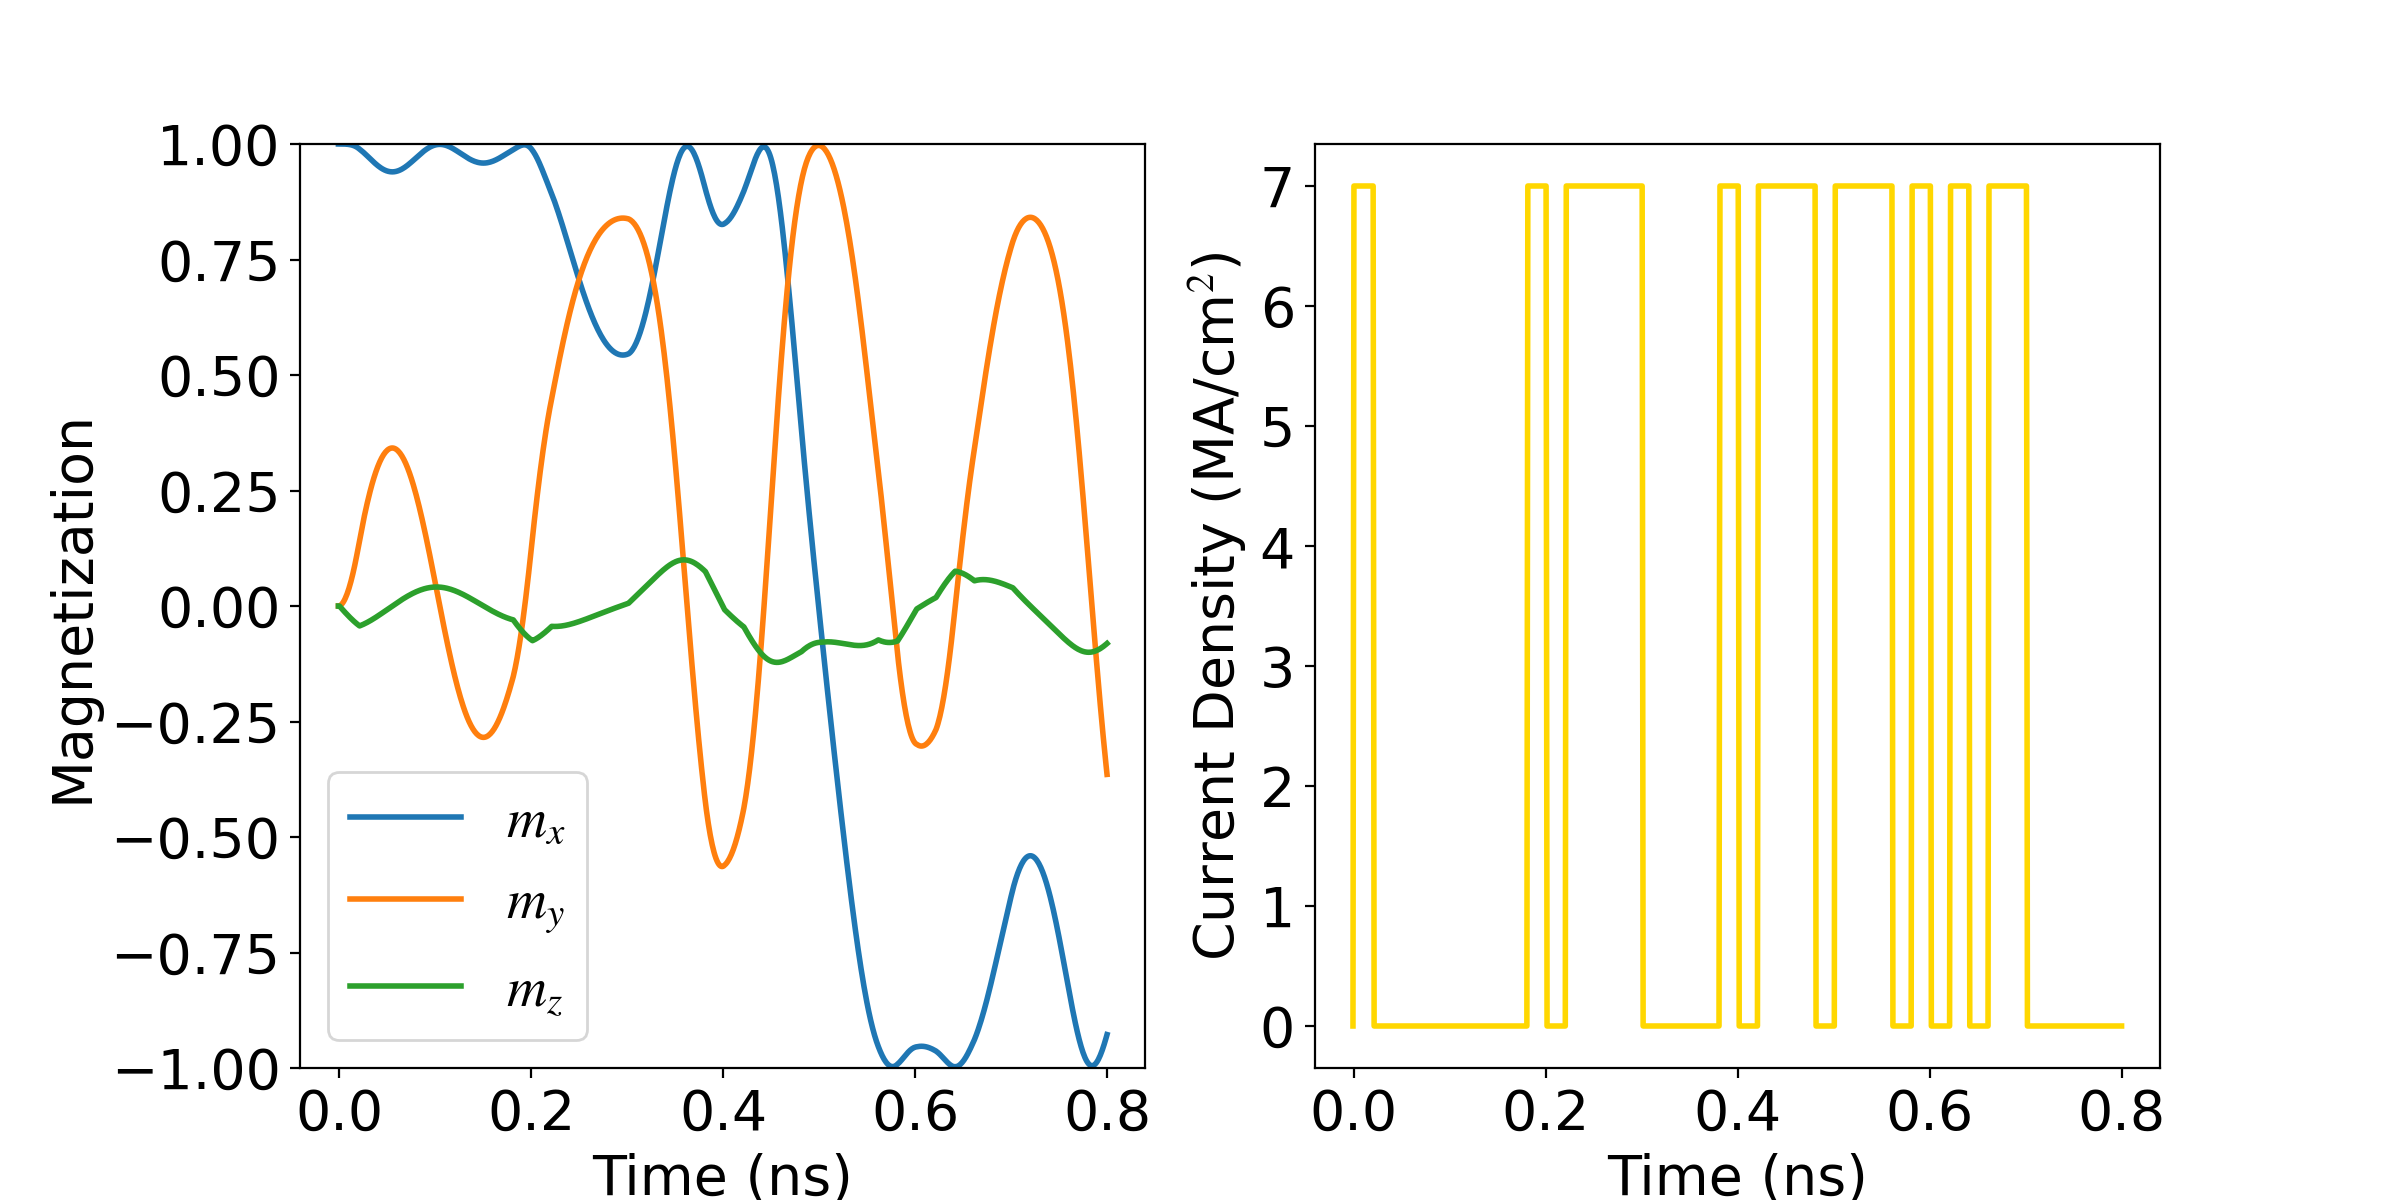 Magnetization
1.00
0.75
0.50
0.25
0.00
−0.25
−0.50
−0.75
−1.00
m_x
m_y
m_z
0.0 0.2 0.4 0.6 0.8
Time (ns)
Current Density (MA/cm²)
7
6
5
4
3
2
1
0
0.0 0.2 0.4 0.6 0.8
Time (ns)